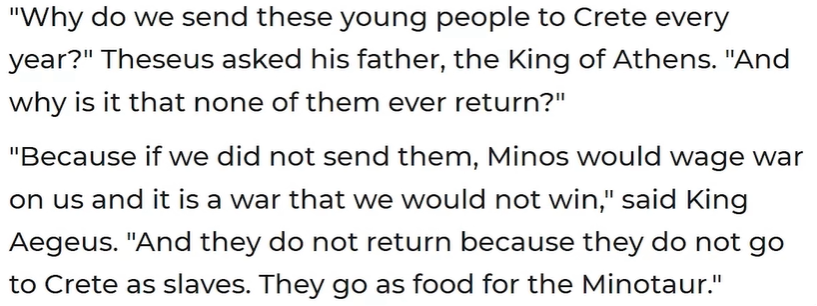 "Why do we send these young people to Crete every
year?" Theseus asked his father, the King of Athens. "And
why is it that none of them ever return?"
"Because if we did not send them, Minos would wage war
on us and it is a war that we would not win," said King
Aegeus. "And they do not return because they do not go
to Crete as slaves. They go as food for the Minotaur."